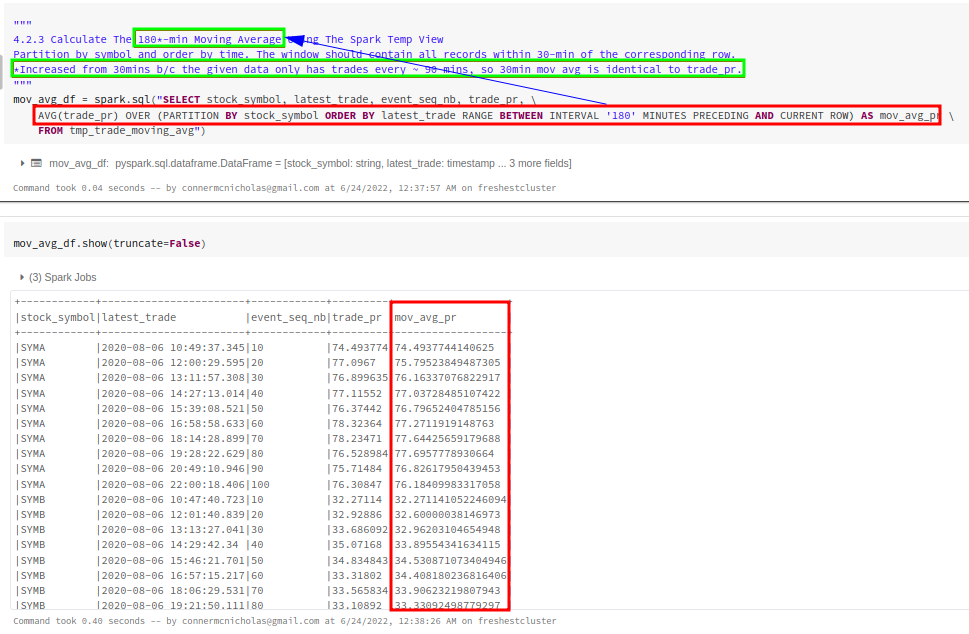 """
4.2.3 Calculate The 180*-min Moving Average Using The Spark Temp View
Partition by symbol and order by time. The window should contain all records within 30-min of the corresponding row.
*Increased from 30mins b/c the given data only has trades every ~ 90 mins, so 30min mov avg is identical to trade_pr.
"""
mov_avg_df = spark.sql("SELECT stock_symbol, latest_trade, event_seq_nb, trade_pr, \
AVG(trade_pr) OVER (PARTITION BY stock_symbol ORDER BY latest_trade RANGE BETWEEN INTERVAL '180' MINUTES PRECEDING AND CURRENT ROW) AS mov_avg_pr \
FROM tmp_trade_moving_avg")
mov_avg_df: pyspark.sql.dataframe.DataFrame = [stock_symbol: string, latest_trade: timestamp ... 3 more fields]
Command took 0.04 seconds -- by connermcnicholas@gmail.com at 6/24/2022, 12:37:57 AM on freshestcluster
mov_avg_df.show(truncate=False)
(3) Spark Jobs
+------------+-----------------------+------------+---------
|stock_symbol|latest_trade |event_seq_nb|trade_pr mov_avg_pr
+------------+-----------------------+------------+---------
|SYMA |2020-08-06 10:49:37.345|10 |74.493774 74.4937744140625
|SYMA |2020-08-06 12:00:29.595|20 |77.0967 75.79523849487305
|SYMA |2020-08-06 13:11:57.308|30 |76.899635 76.16337076822917
|SYMA |2020-08-06 14:27:13.014|40 |77.11552 77.03728485107422
|SYMA |2020-08-06 15:39:08.521|50 |76.37442 76.79652404785156
|SYMA |2020-08-06 16:58:58.633|60 |78.32364 77.2711919148763
|SYMA |2020-08-06 18:14:28.899|70 |78.23471 77.64425659179688
|SYMA |2020-08-06 19:28:22.629|80 |76.528984 77.6957778930664
|SYMA |2020-08-06 20:49:10.946|90 |75.71484 76.82617950439453
|SYMA |2020-08-06 22:00:18.406|100 |76.30847 76.18409983317058
|SYMB |2020-08-06 10:47:40.723|10 |32.27114 32.271141052246094
|SYMB |2020-08-06 12:01:40.839|20 |32.92886 32.60000038146973
|SYMB |2020-08-06 13:13:27.041|30 |33.686092 32.96203104654948
|SYMB |2020-08-06 14:29:42.34 |40 |35.07168 33.89554341634115
|SYMB |2020-08-06 15:46:21.701|50 |34.834843 34.530871073404946
|SYMB |2020-08-06 16:57:15.217|60 |33.31802 34.408180236816406
|SYMB |2020-08-06 18:06:29.531|70 |33.565834 33.90623219807943
|SYMB |2020-08-06 19:21:50.111|80 |33.10892 33.33092498779297
Command took 0.40 seconds -- by connermcnicholas@gmail.com at 6/24/2022, 12:38:26 AM on freshestcluster